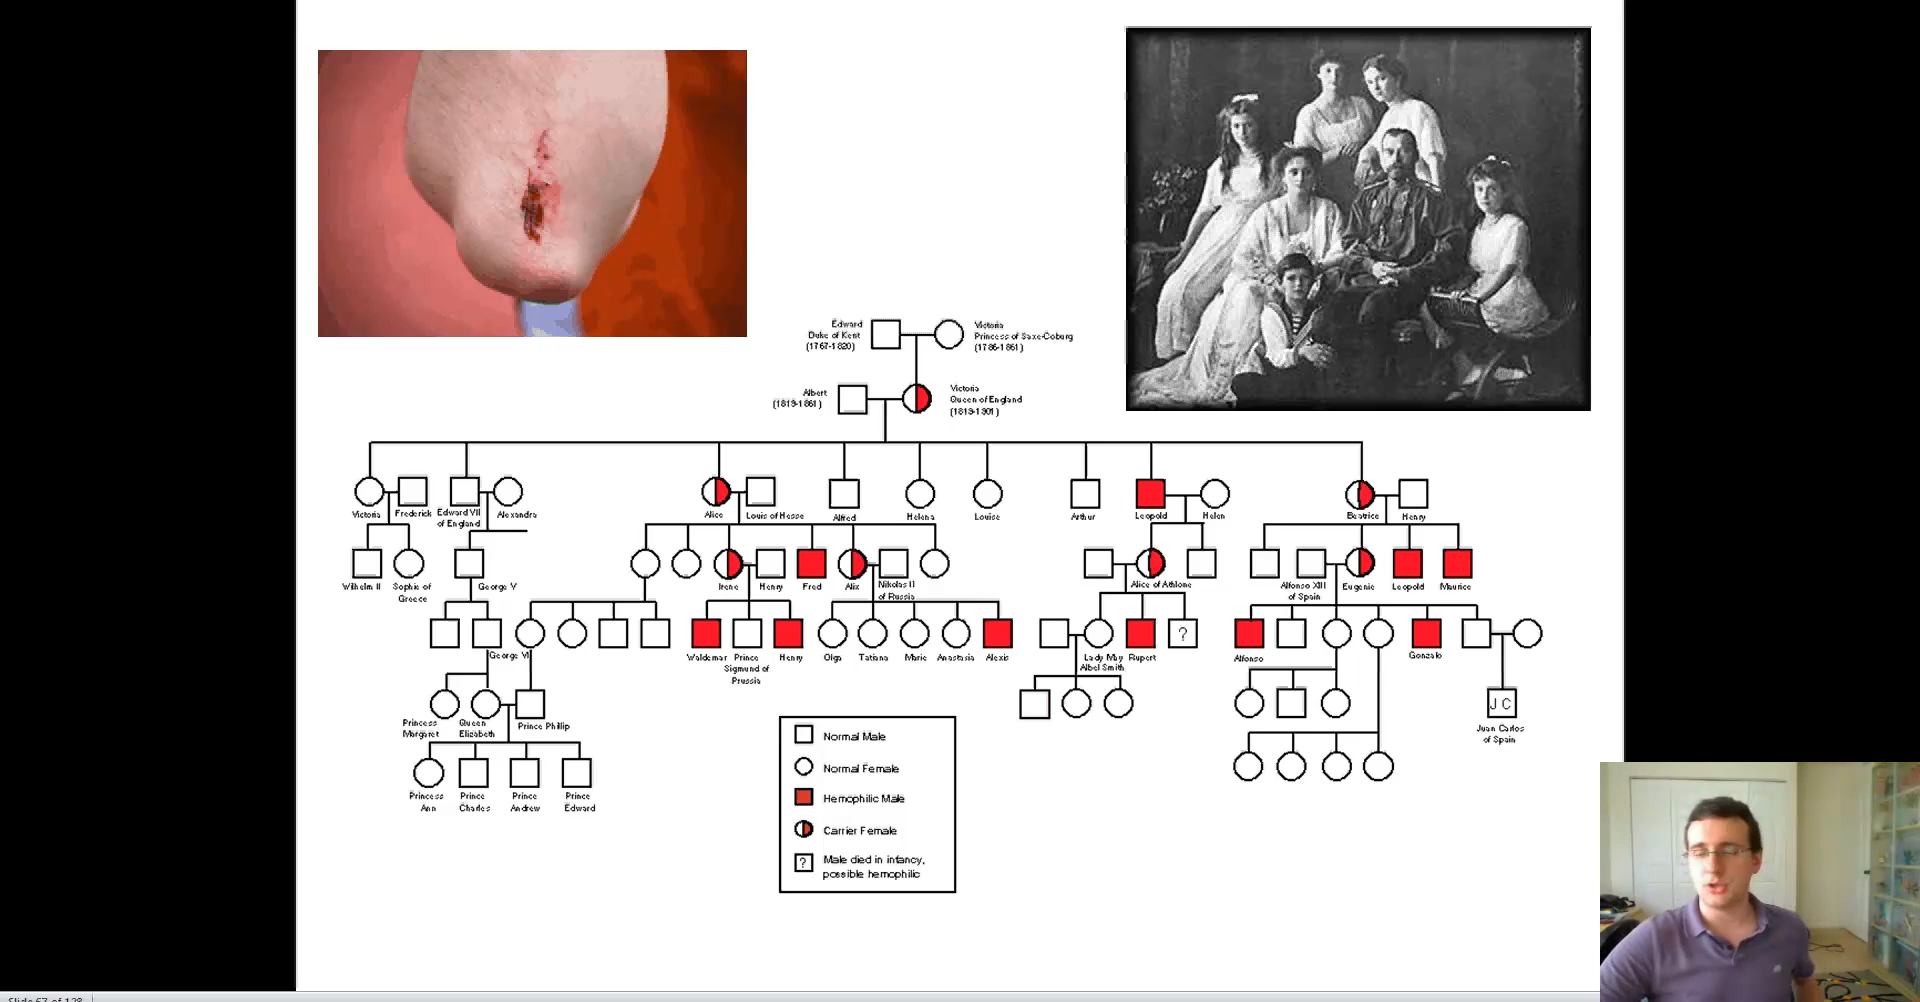 Edward
Duke of Kent
(1767-1820)
Victoria
Princess of Saxe-Coburg
(1786-1861)
Albert
(1819-1861)
Victoria
Queen of England
(1819-1901)
Victoria
Frederick
Edward VII
of England
Alexandra
Alice
Louis of Hesse
Alfred
Helena
Louise
Arthur
Leopold
Helen
Beatrice
Henry
Wilhelm II
Sophie of
Greece
George V
Irene
Henry
Fred
Alix
Nikolas II
of Russia
Alice of Athlone
Alfonso XIII
of Spain
Eugenie
Leopold
Maurice
George VI
Waldemar
Prince
Sigmund of
Prussia
Henry
Olga
Tatiana
Marie
Anastasia
Alexis
Lady May
Abel Smith
Rupert
?
Alfonso
Gonzalo
Princess
Margaret
Queen
Elizabeth
Prince Phillip
J C
Juan Carlos
of Spain
Princess
Ann
Prince
Charles
Prince
Andrew
Prince
Edward
Normal Male
Normal Female
Hemophilic Male
Carrier Female
?
Male died in infancy,
possible hemophilic
Slide 67 of 128